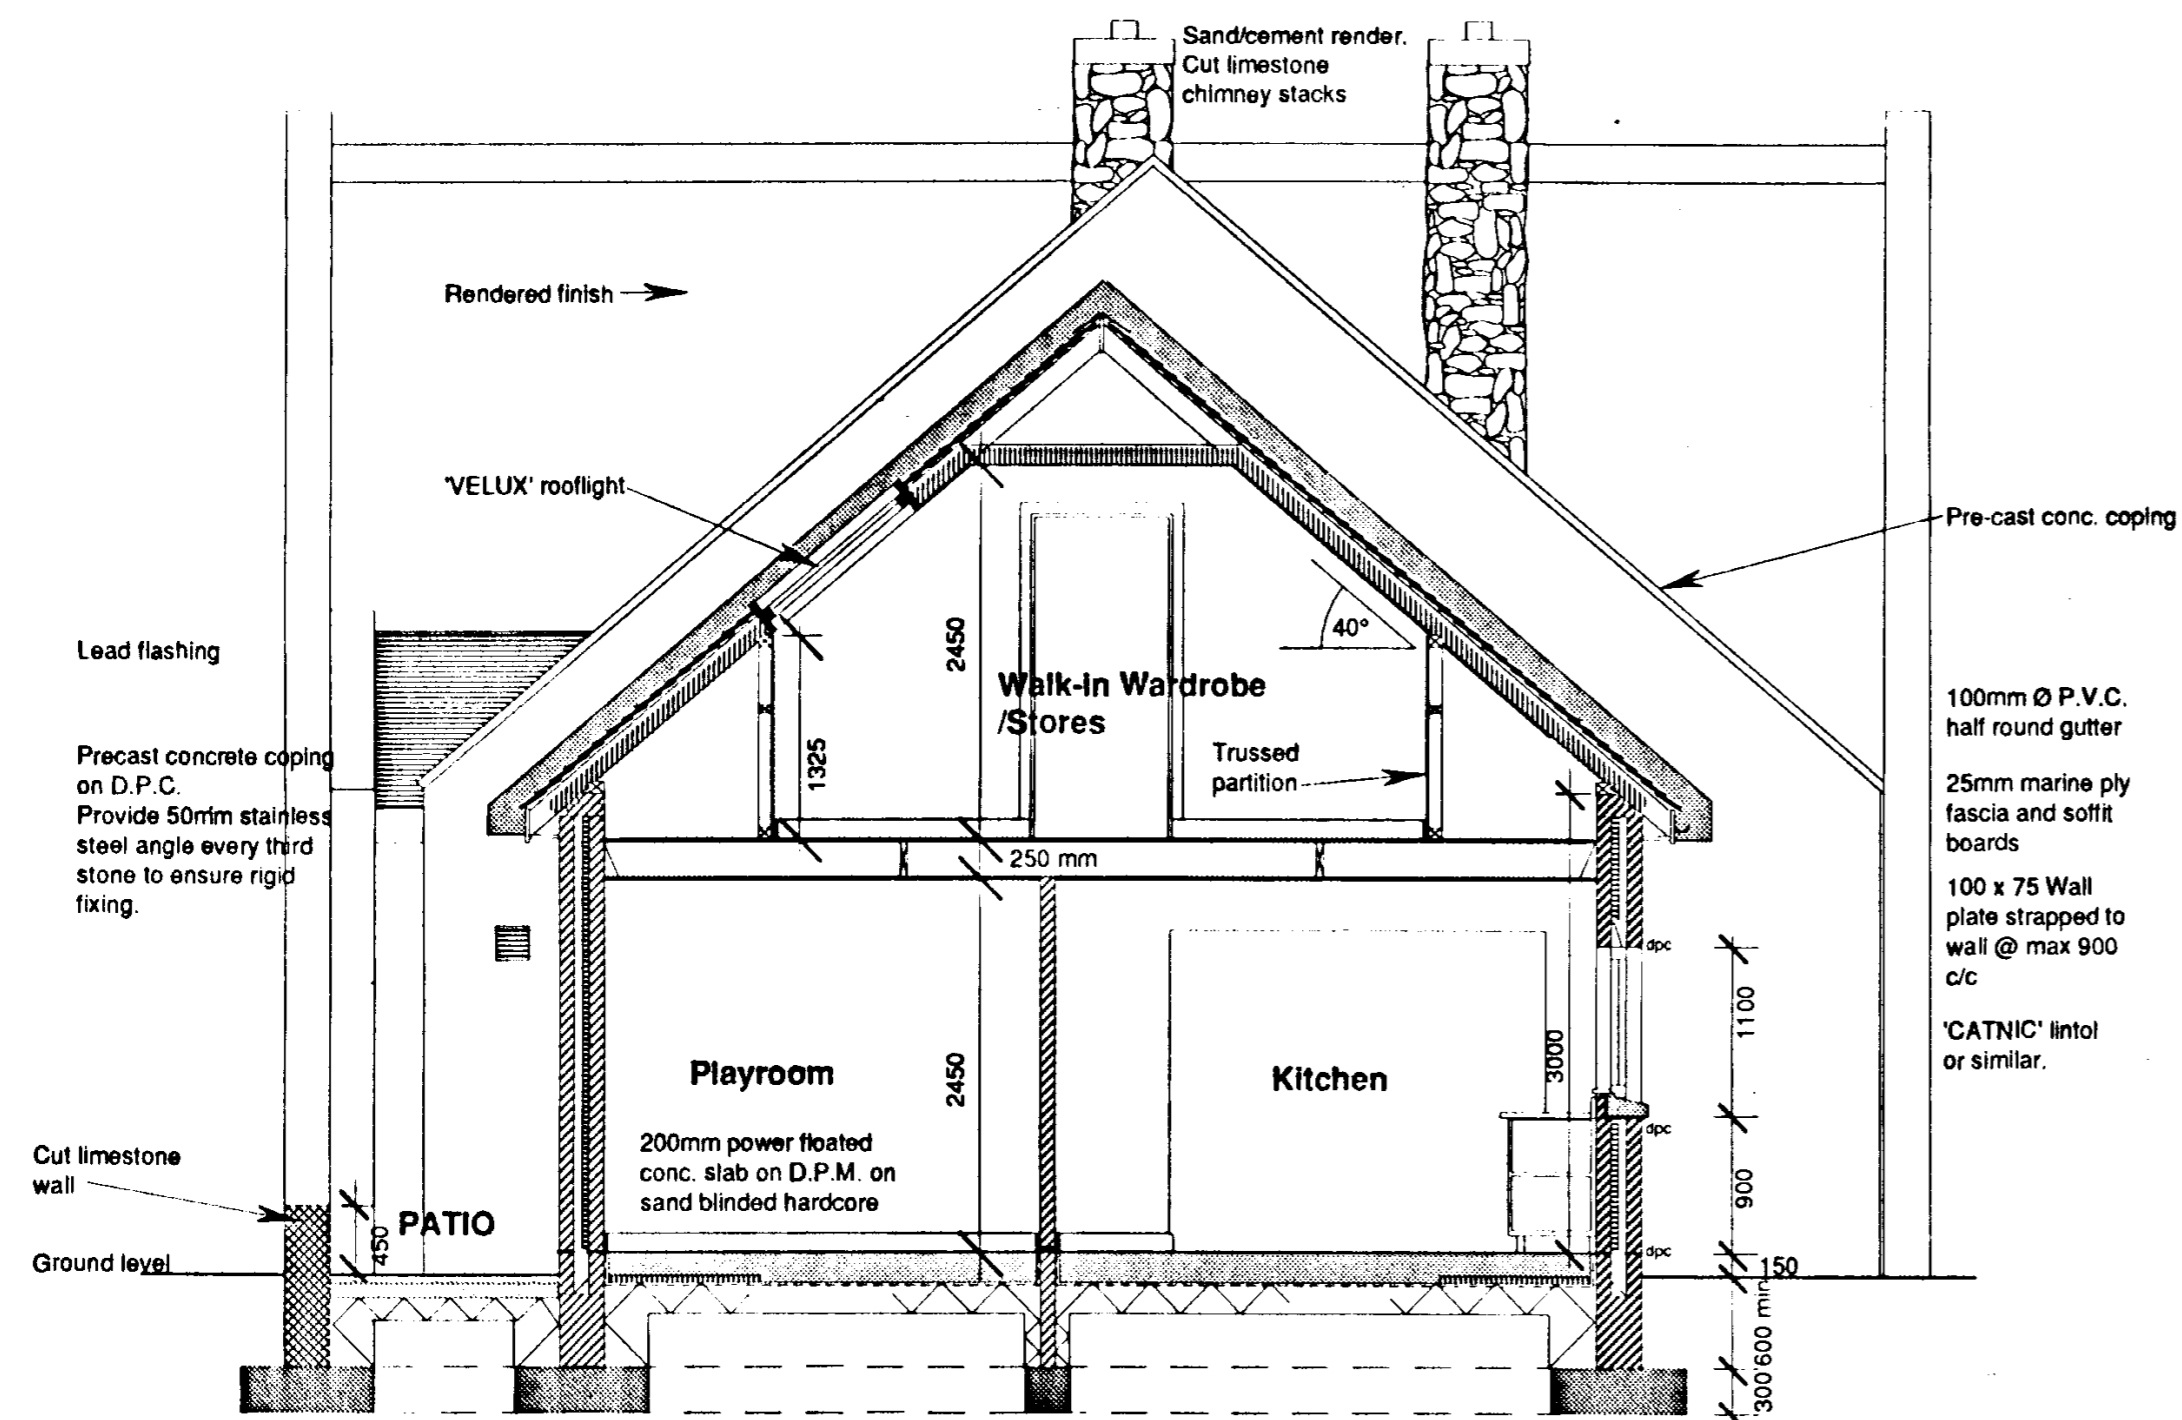 Sand/cement render.
Cut limestone
chimney stacks
Rendered finish
'VELUX' rooflight
Pre-cast conc. coping
40°
2450
Lead flashing
Walk-in Wardrobe
/Stores
100mm Ø P.V.C.
half round gutter
1325
Trussed
partition
Precast concrete coping
on D.P.C.
Provide 50mm stainless
steel angle every third
stone to ensure rigid
fixing.
25mm marine ply
fascia and soffit
boards
250 mm
100 x 75 Wall
plate strapped to
wall @ max 900
c/c
dpc
1100
'CATNIC' lintol
or similar.
Playroom
2450
Kitchen
3000
200mm power floated
conc. slab on D.P.M. on
sand blinded hardcore
dpc
Cut limestone
wall
900
PATIO
450
dpc
Ground level
150
600 min
300